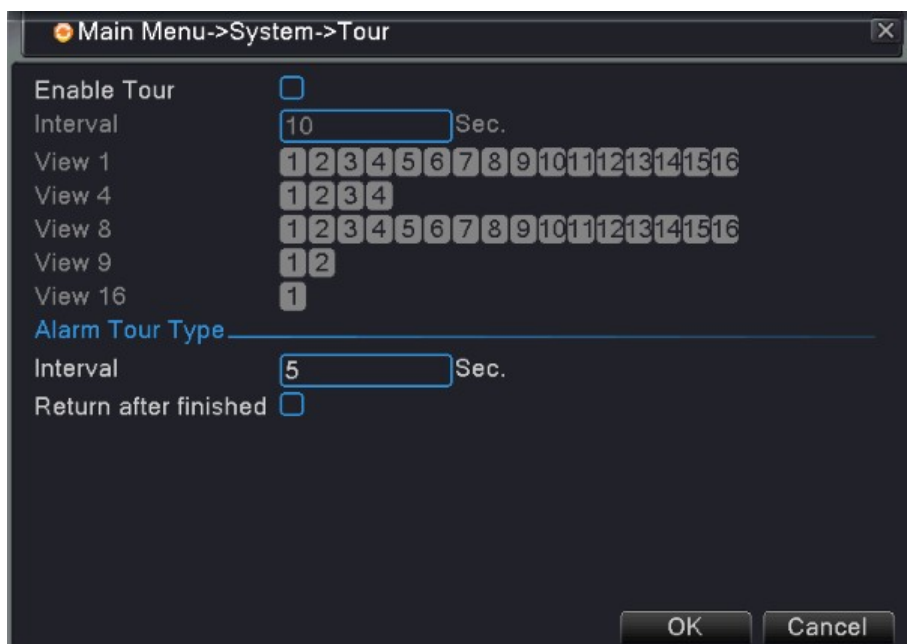 Main Menu->System->Tour
Enable Tour
Interval 10 Sec.
View 1 1 2 3 4 5 6 7 8 9 10 11 12 13 14 15 16
View 4 1 2 3 4
View 8 1 2 3 4 5 6 7 8 9 10 11 12 13 14 15 16
View 9 1 2
View 16 1
Alarm Tour Type
Interval 5 Sec.
Return after finished
OK Cancel